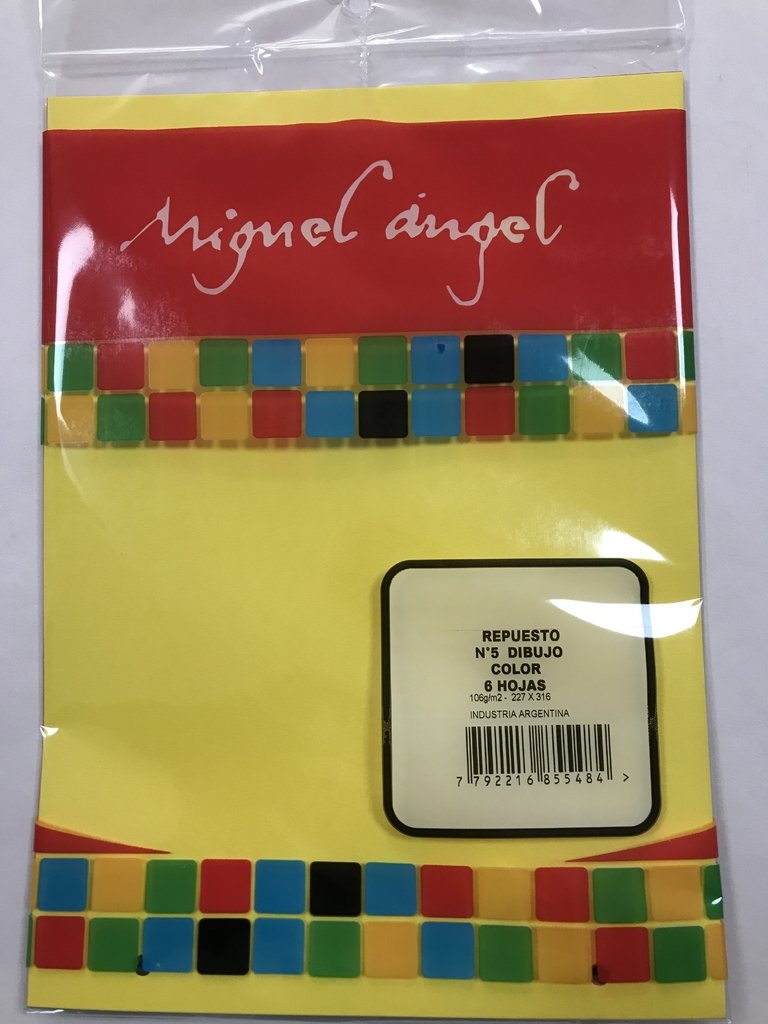 Miguel ángel
REPUESTO
N°5 DIBUJO
COLOR
6 HOJAS
106g/m2 - 227 X 316
INDUSTRIA ARGENTINA
7 792216 855484 >